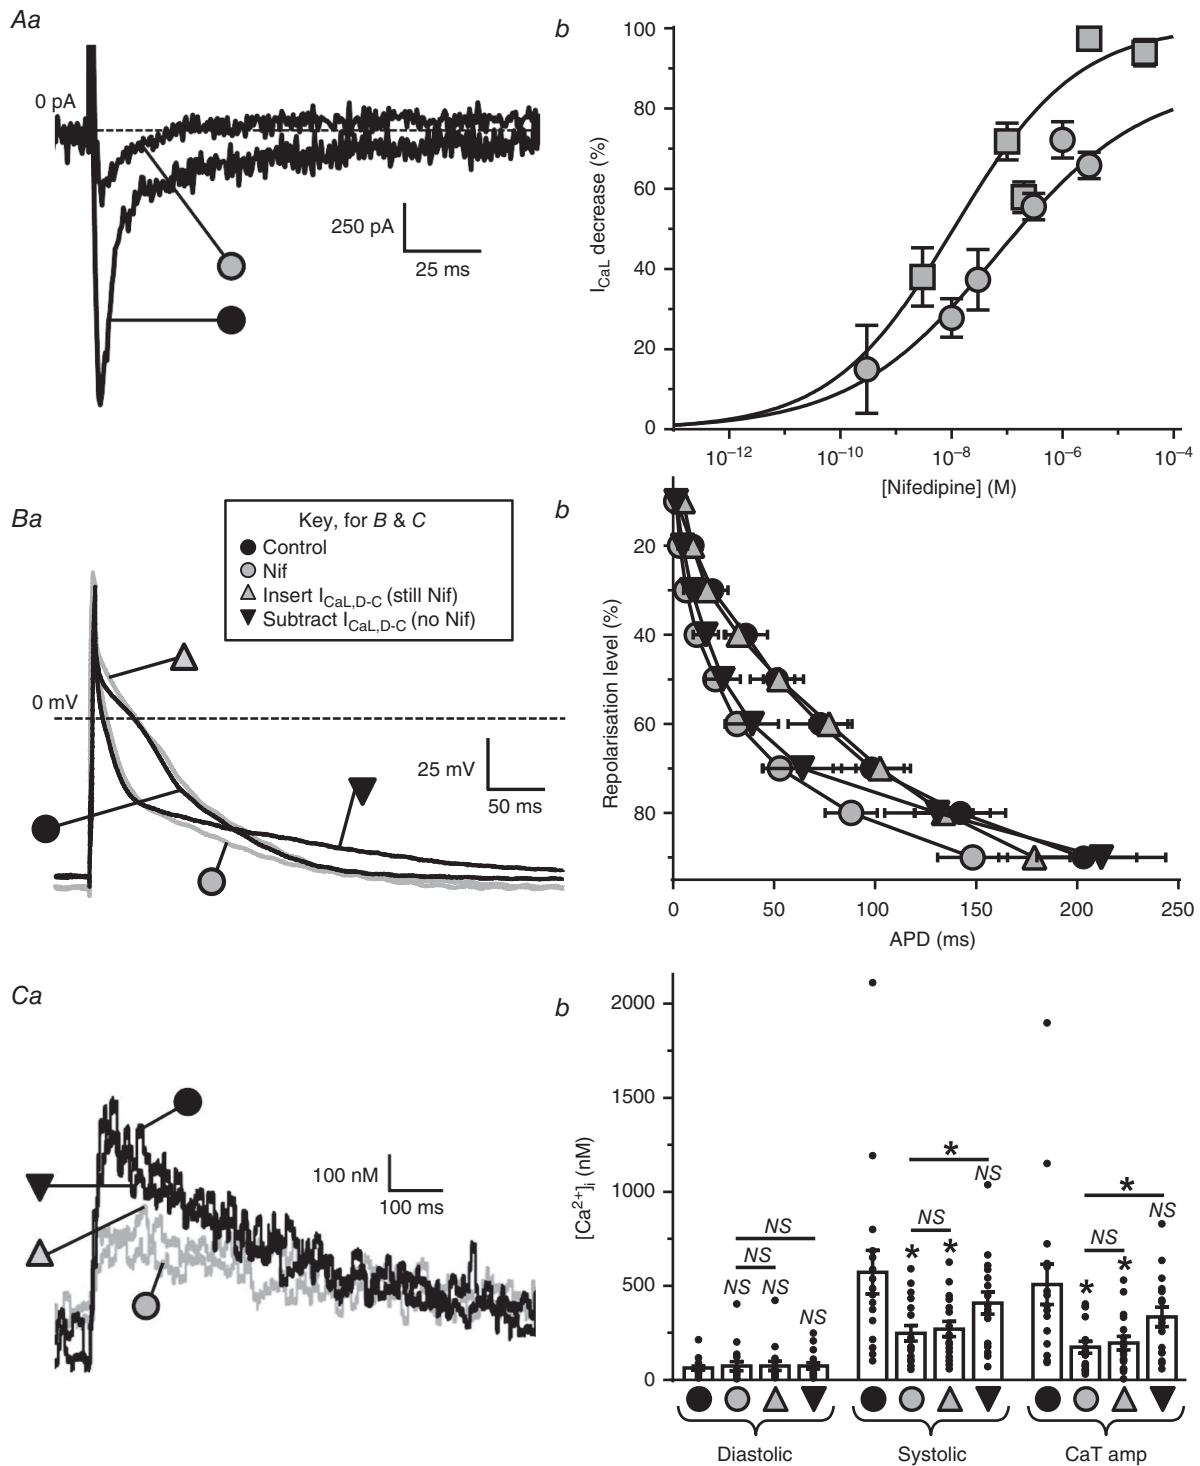 Aa
0 pA
250 pA
25 ms
b
100
80
60
40
20
0
I_CaL decrease (%)
10⁻¹² 10⁻¹⁰ 10⁻⁸ 10⁻⁶ 10⁻⁴
[Nifedipine] (M)
Ba
Key, for B & C
Control
Nif
Insert I_CaL,D-C (still Nif)
Subtract I_CaL,D-C (no Nif)
0 mV
25 mV
50 ms
b
20
40
60
80
Repolarisation level (%)
0 50 100 150 200 250
APD (ms)
Ca
100 nM
100 ms
b
2000
1500
1000
500
0
[Ca²⁺]ᵢ (nM)
NS
NS
NS NS NS
*
NS
NS
* *
*
NS
NS
* *
Diastolic Systolic CaT amp